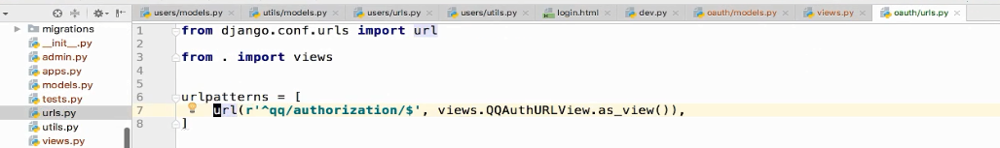 users/models.py utils/models.py users/urls.py users/utils.py login.html dev.py oauth/models.py views.py oauth/urls.py
migrations
__init__.py
admin.py
apps.py
models.py
tests.py
urls.py
utils.py
views.py
1 from django.conf.urls import url
2
3 from . import views
4
5
6 urlpatterns = [
7 url(r'^qq/authorization/$', views.QQAuthURLView.as_view()),
8 ]